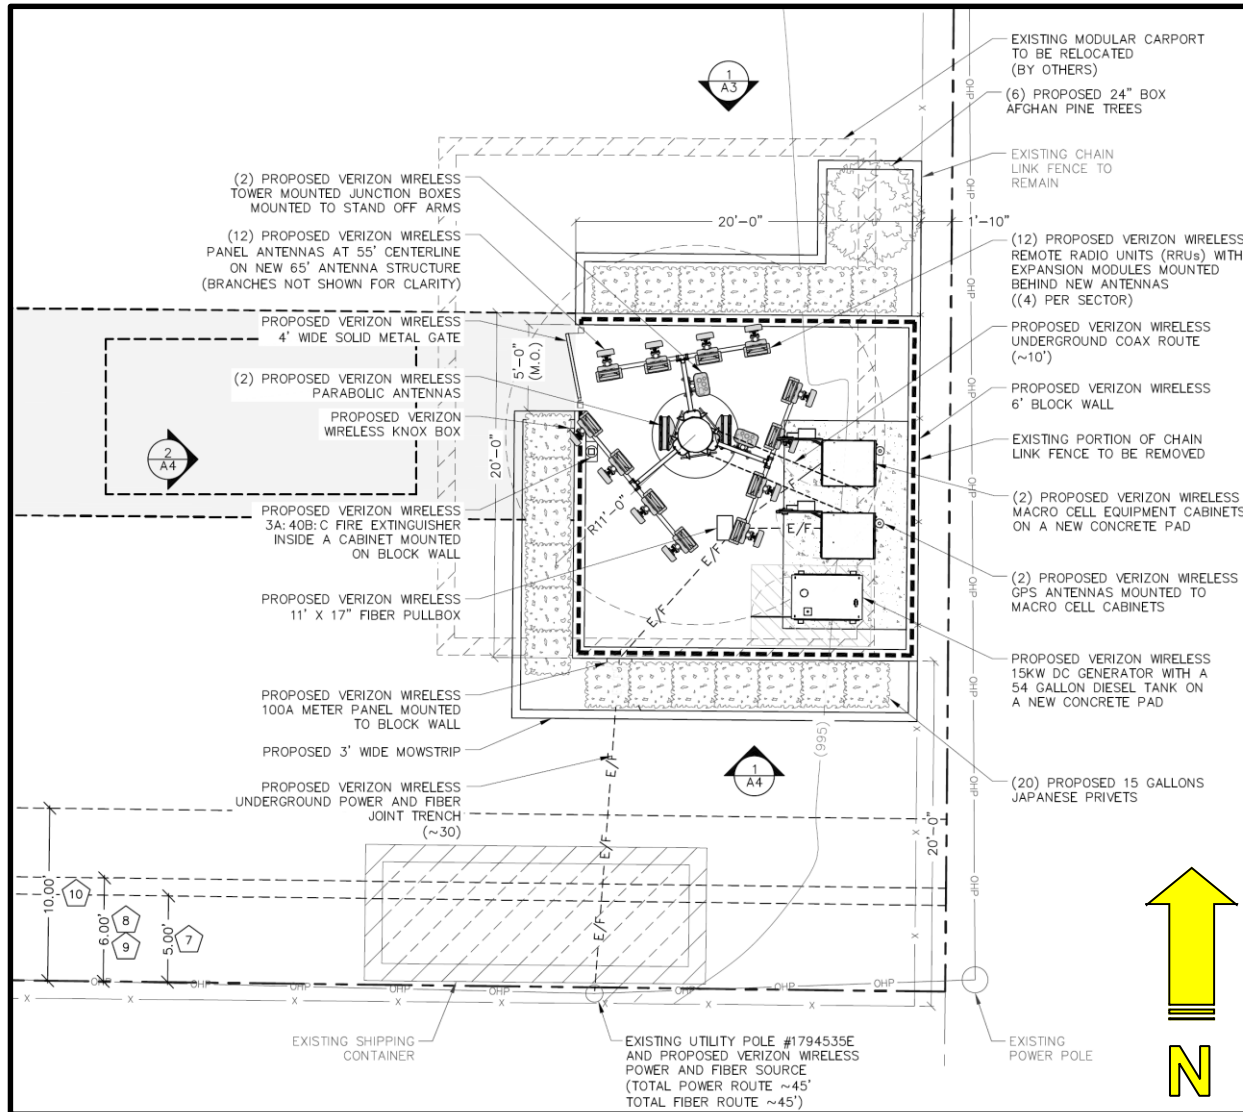 EXISTING MODULAR CARPORT
TO BE RELOCATED
(BY OTHERS)
(6) PROPOSED 24" BOX
AFGHAN PINE TREES
EXISTING CHAIN
LINK FENCE TO
REMAIN
1
A3
(2) PROPOSED VERIZON WIRELESS
TOWER MOUNTED JUNCTION BOXES
MOUNTED TO STAND OFF ARMS
(12) PROPOSED VERIZON WIRELESS
PANEL ANTENNAS AT 55' CENTERLINE
ON NEW 65' ANTENNA STRUCTURE
(BRANCHES NOT SHOWN FOR CLARITY)
PROPOSED VERIZON WIRELESS
4' WIDE SOLID METAL GATE
(2) PROPOSED VERIZON WIRELESS
PARABOLIC ANTENNAS
PROPOSED VERIZON
WIRELESS KNOX BOX
2
A4
PROPOSED VERIZON WIRELESS
3A:40B:C FIRE EXTINGUISHER
INSIDE A CABINET MOUNTED
ON BLOCK WALL
PROPOSED VERIZON WIRELESS
11' X 17" FIBER PULLBOX
PROPOSED VERIZON WIRELESS
100A METER PANEL MOUNTED
TO BLOCK WALL
PROPOSED 3' WIDE MOWSTRIP
PROPOSED VERIZON WIRELESS
UNDERGROUND POWER AND FIBER
JOINT TRENCH
(~30)
20'-0"
1'-10"
5'-0"
(M.O.)
20'-0"
R11'-0"
E/F
E/F
E/F
E/F
E/F
E/F
E/F
(12) PROPOSED VERIZON WIRELESS
REMOTE RADIO UNITS (RRUs) WITH
EXPANSION MODULES MOUNTED
BEHIND NEW ANTENNAS
((4) PER SECTOR)
PROPOSED VERIZON WIRELESS
UNDERGROUND COAX ROUTE
(~10')
PROPOSED VERIZON WIRELESS
6' BLOCK WALL
EXISTING PORTION OF CHAIN
LINK FENCE TO BE REMOVED
(2) PROPOSED VERIZON WIRELESS
MACRO CELL EQUIPMENT CABINETS
ON A NEW CONCRETE PAD
(2) PROPOSED VERIZON WIRELESS
GPS ANTENNAS MOUNTED TO
MACRO CELL CABINETS
PROPOSED VERIZON WIRELESS
15KW DC GENERATOR WITH A
54 GALLON DIESEL TANK ON
A NEW CONCRETE PAD
(20) PROPOSED 15 GALLONS
JAPANESE PRIVETS
(995)
1
A4
20'-0"
OHP
OHP
OHP
OHP
OHP
10.00'
10
6.00'
8
9
5.00'
7
OHP
OHP
OHP
OHP
OHP
OHP
OHP
EXISTING SHIPPING
CONTAINER
EXISTING UTILITY POLE #1794535E
AND PROPOSED VERIZON WIRELESS
POWER AND FIBER SOURCE
(TOTAL POWER ROUTE ~45'
TOTAL FIBER ROUTE ~45')
EXISTING
POWER POLE
N